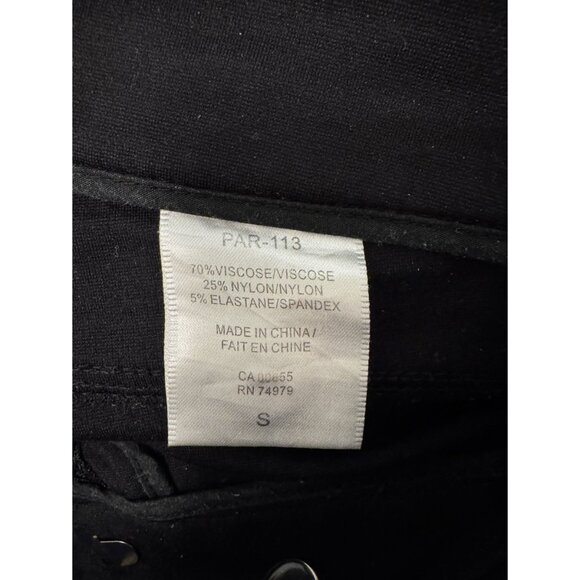 PAR-113
70%VISCOSE/VISCOSE
25% NYLON/NYLON
5% ELASTANE/SPANDEX
MADE IN CHINA/
FAIT EN CHINE
CA
RN 74979
S